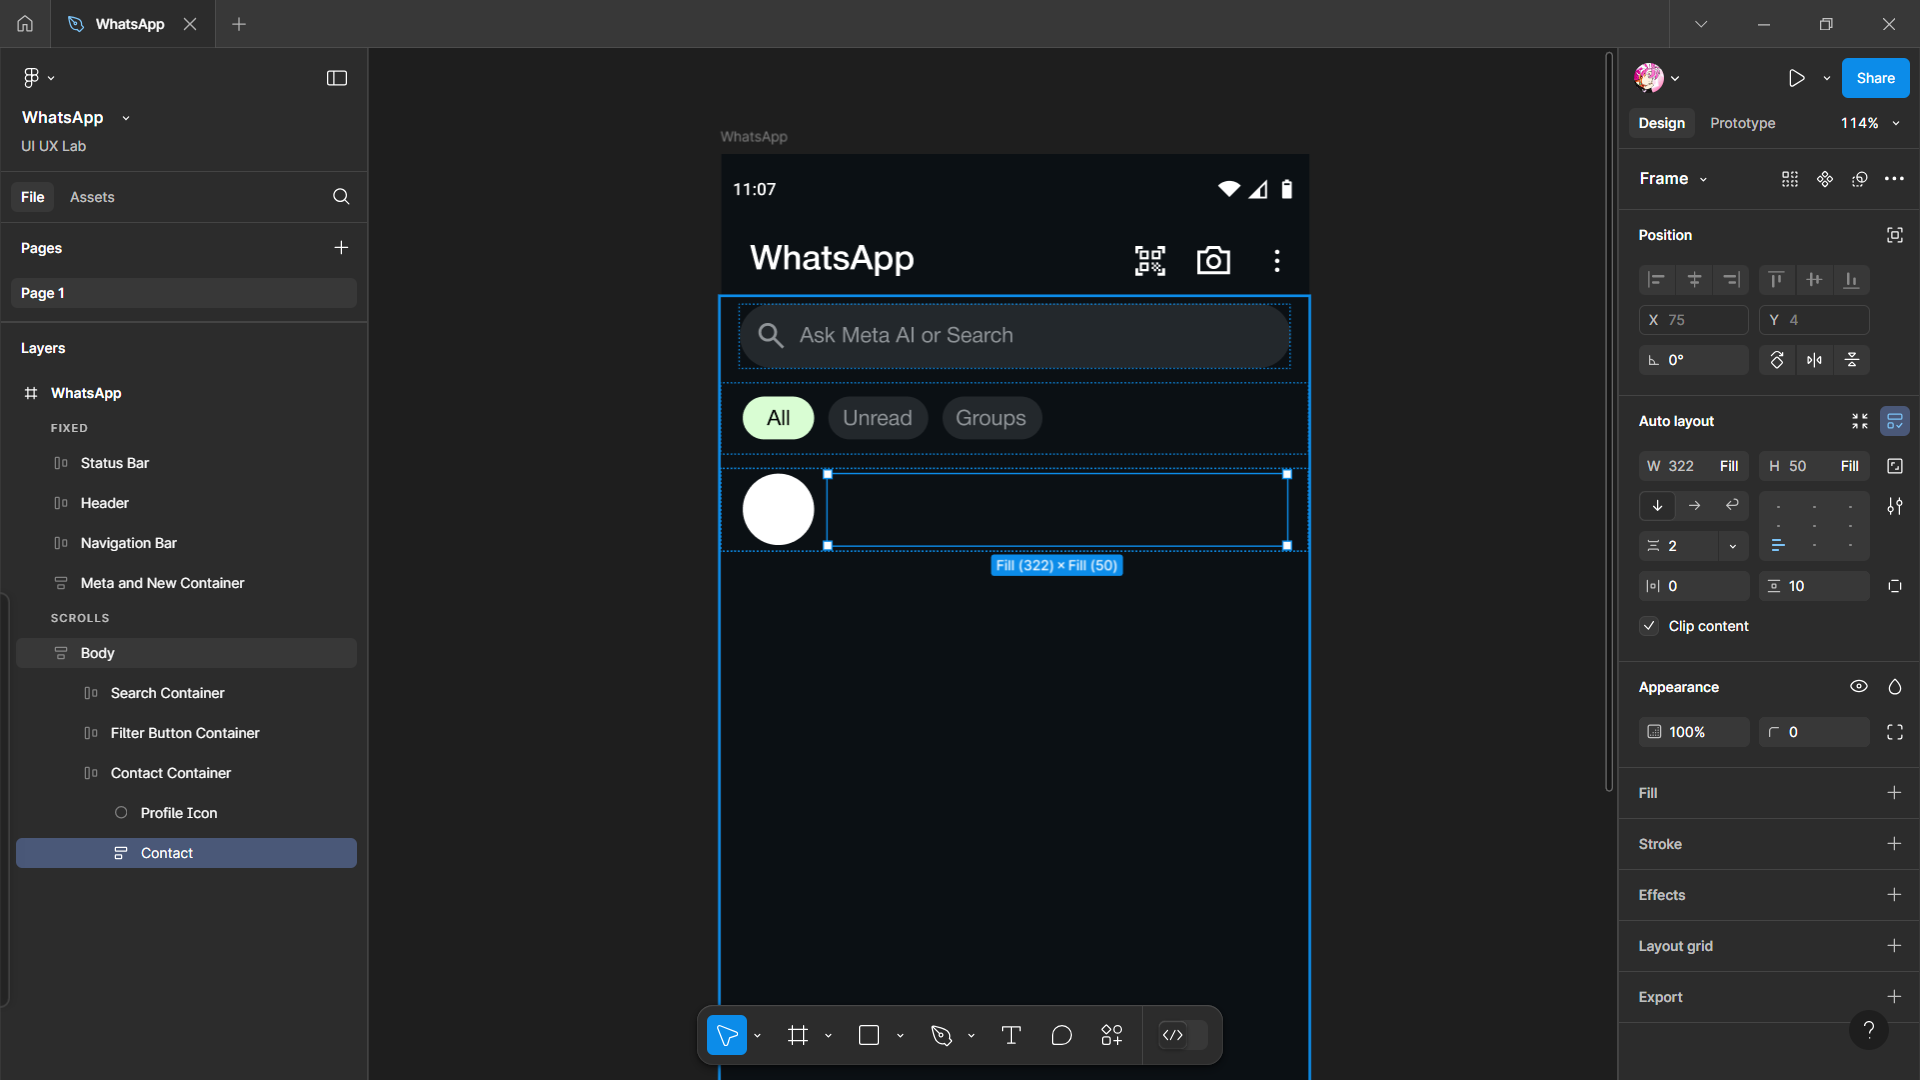 WhatsApp
WhatsApp
UI UX Lab
File
Assets
Pages
Page 1
Layers
WhatsApp
FIXED
Status Bar
Header
Navigation Bar
Meta and New Container
SCROLLS
Body
Search Container
Filter Button Container
Contact Container
Profile Icon
Contact
WhatsApp
11:07
WhatsApp
Ask Meta AI or Search
All
Unread
Groups
Fill (322) × Fill (50)
Share
Design
Prototype
114%
Frame
Position
X 75
Y 4
0°
Auto layout
W 322 Fill
H 50 Fill
2
0
10
Clip content
Appearance
100%
0
Fill
Stroke
Effects
Layout grid
Export
?